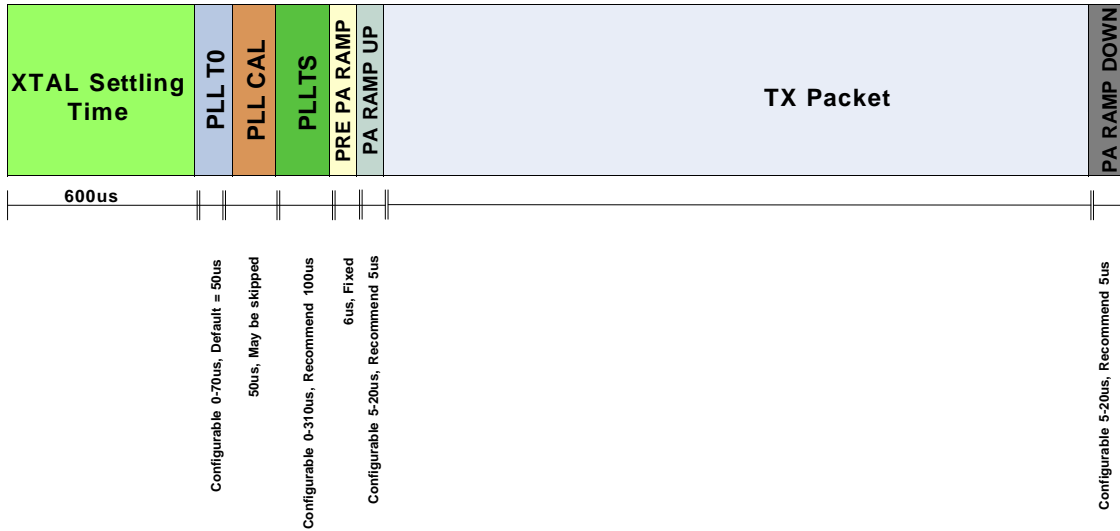 XTAL Settling
Time
PLL T0
PLL CAL
PLLTS
PRE PA RAMP
PA RAMP UP
TX Packet
PA RAMP DOWN
600us
Configurable 0-70us, Default = 50us
50us, May be skipped
Configurable 0-310us, Recommend 100us
6us, Fixed
Configurable 5-20us, Recommend 5us
Configurable 5-20us, Recommend 5us